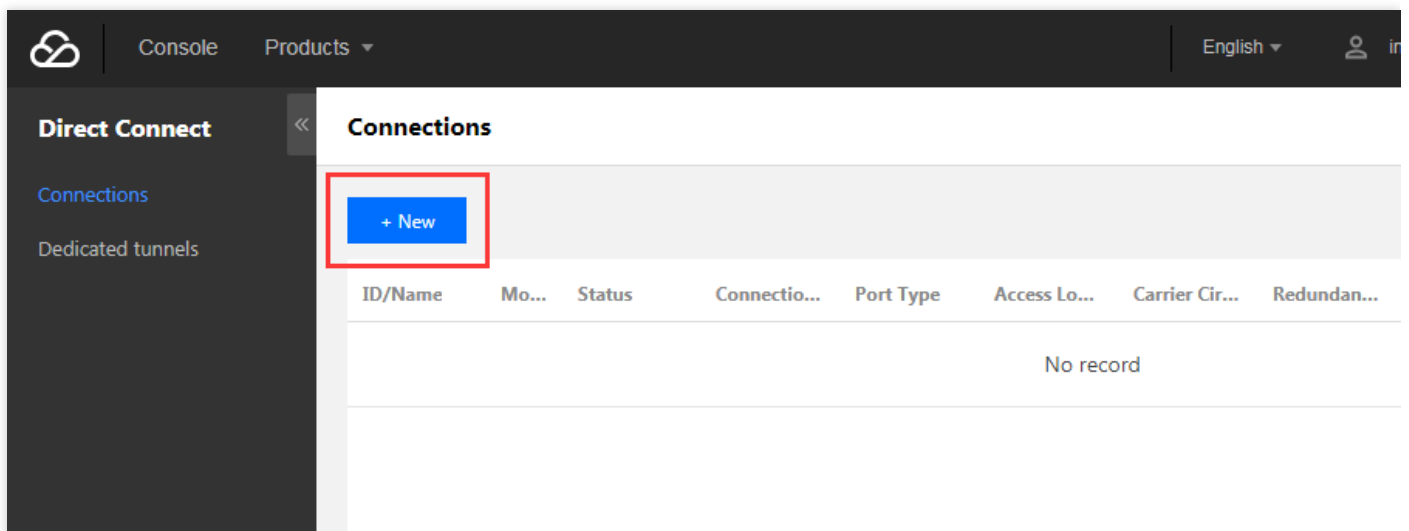 Console Products English in
Direct Connect
«
Connections
Connections
Dedicated tunnels
+ New
ID/Name Mo... Status Connectio... Port Type Access Lo... Carrier Cir... Redundan...
No record